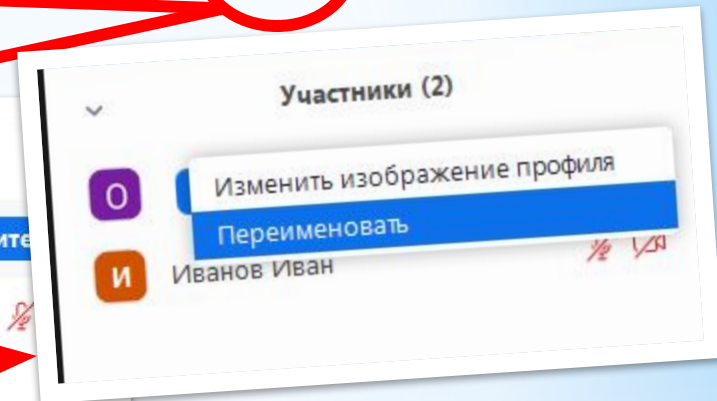 Участники (2)
О
Изменить изображение профиля
Переименовать
И
Иванов Иван